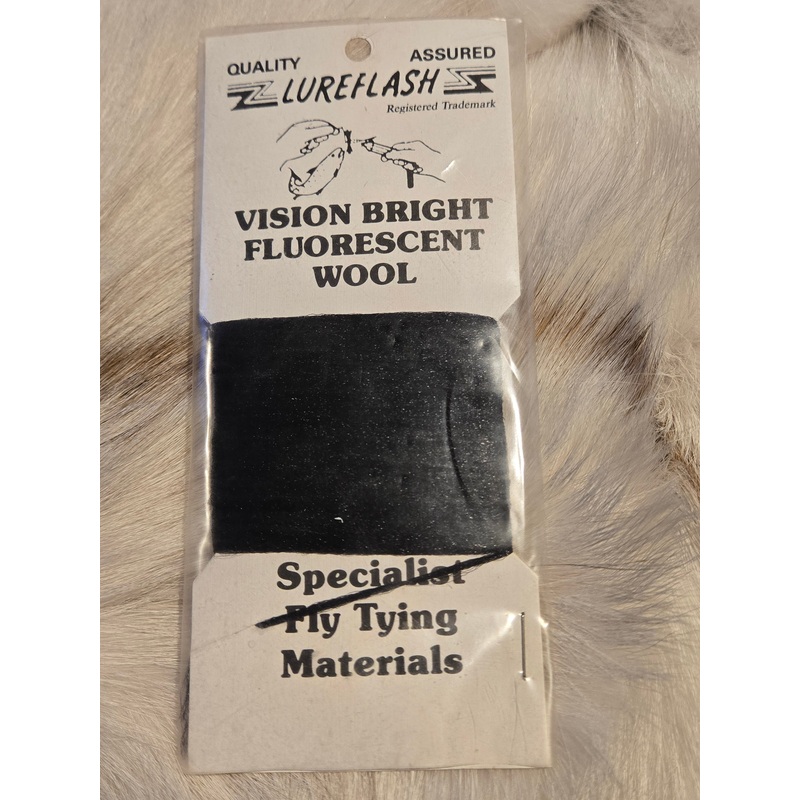 QUALITY ASSURED
LUREFLASH
Registered Trademark
VISION BRIGHT
FLUORESCENT
WOOL
Specialist
Fly Tying
Materials